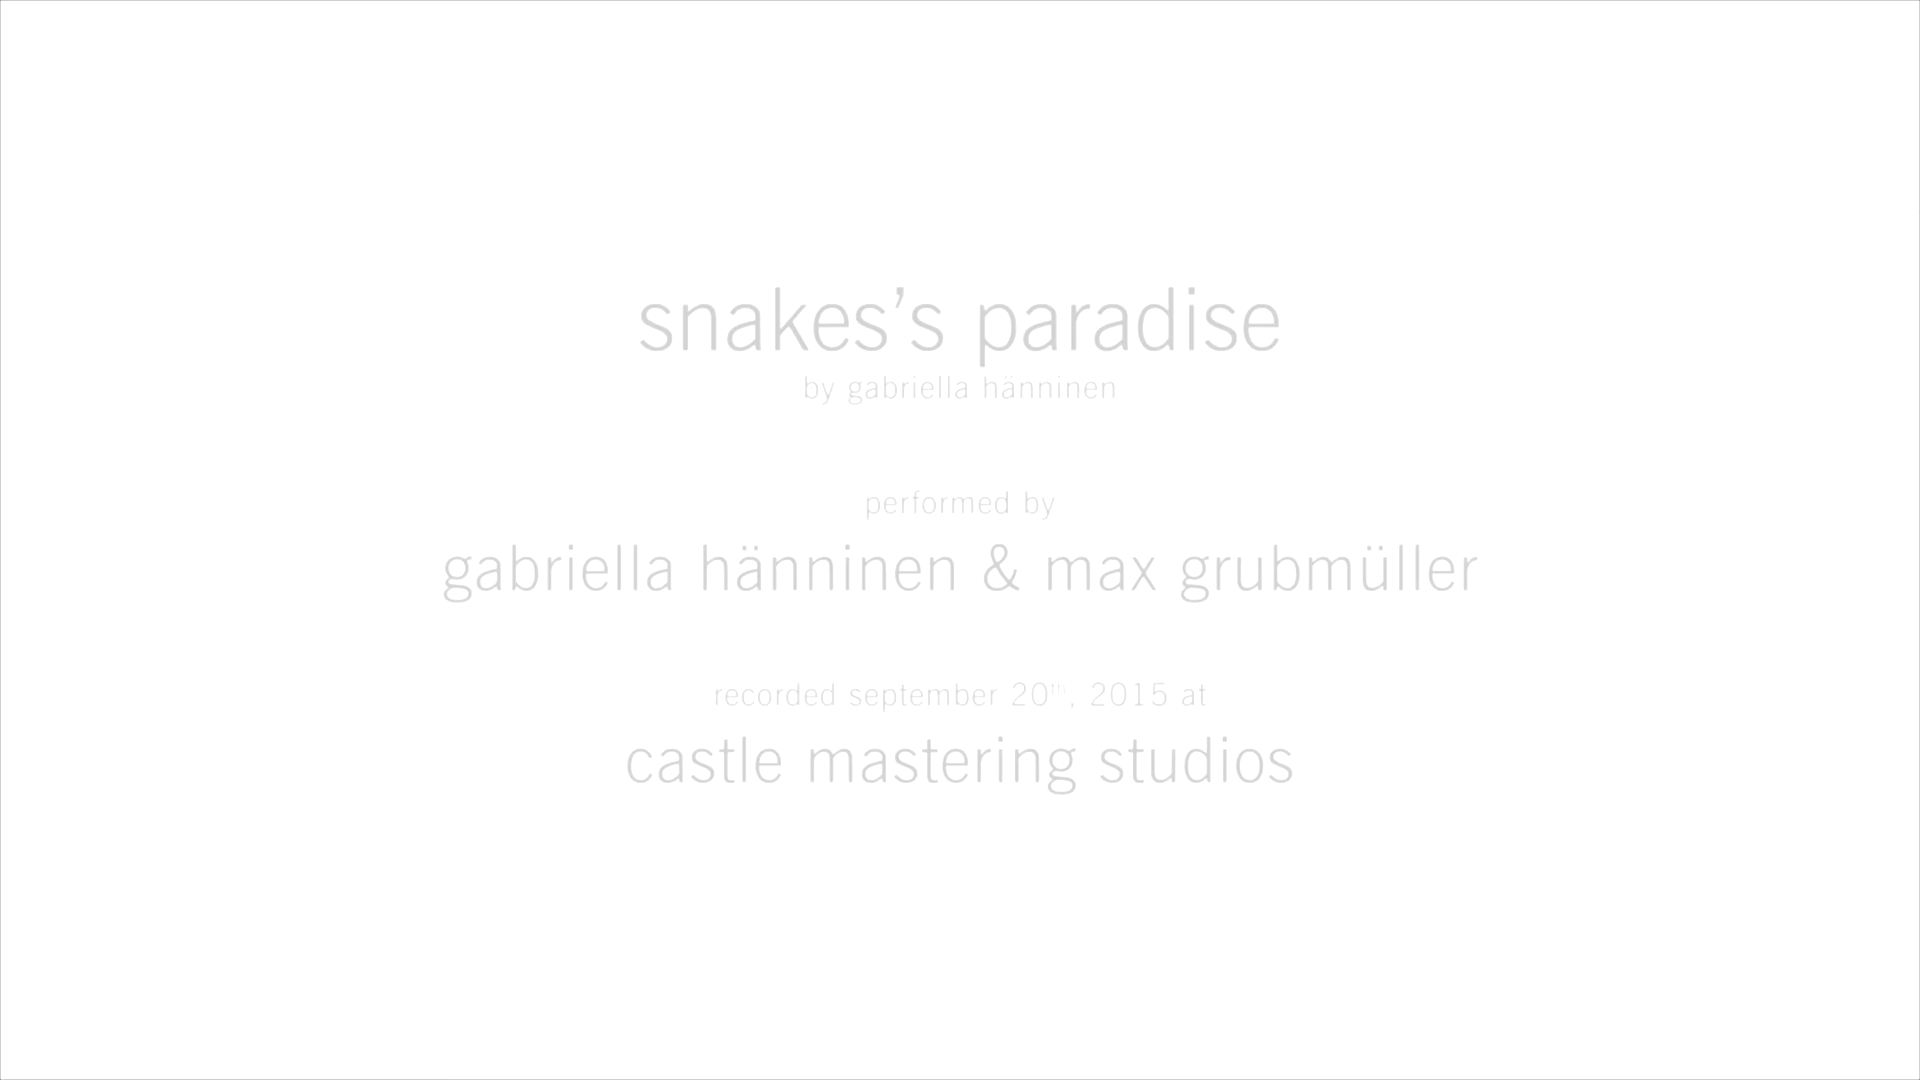 snakes’s paradise
by gabriella hänninen
performed by
gabriella hänninen & max grubmüller
recorded september 20th, 2015 at
castle mastering studios